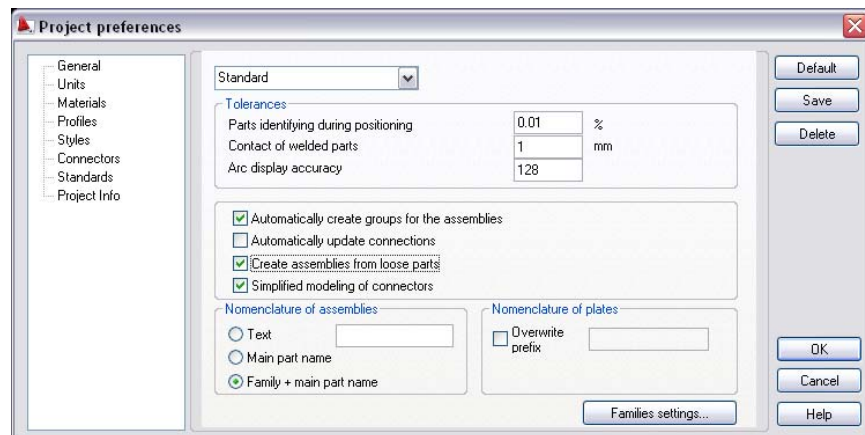 Project preferences
General
Units
Materials
Profiles
Styles
Connectors
Standards
Project Info
Standard
Tolerances
Parts identifying during positioning 0.01 %
Contact of welded parts 1 mm
Arc display accuracy 128
Automatically create groups for the assemblies
Automatically update connections
Create assemblies from loose parts
Simplified modeling of connectors
Nomenclature of assemblies
Text
Main part name
Family + main part name
Nomenclature of plates
Overwrite
prefix
Families settings...
Default
Save
Delete
OK
Cancel
Help